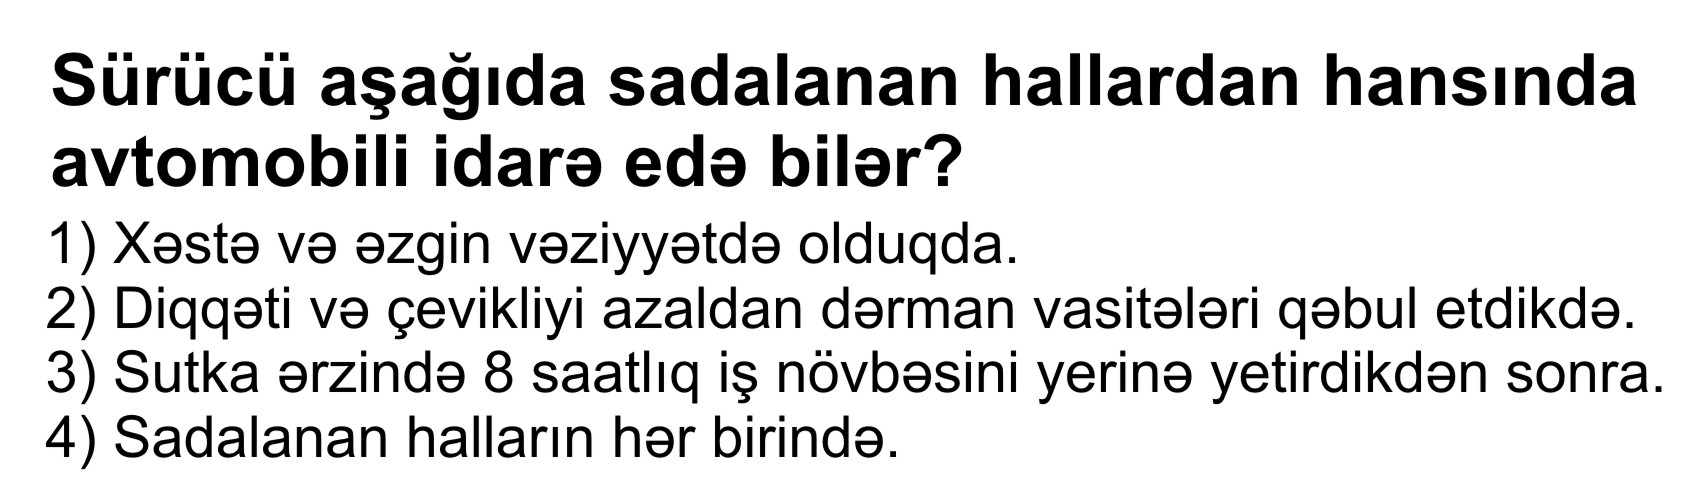 Sürücü aşağıda sadalanan hallardan hansında
avtomobili idarə edə bilər?
1) Xəstə və əzgin vəziyyətdə olduqda.
2) Diqqəti və çevikliyi azaldan dərman vasitələri qəbul etdikdə.
3) Sutka ərzində 8 saatlıq iş növbəsini yerinə yetirdikdən sonra.
4) Sadalanan halların hər birində.